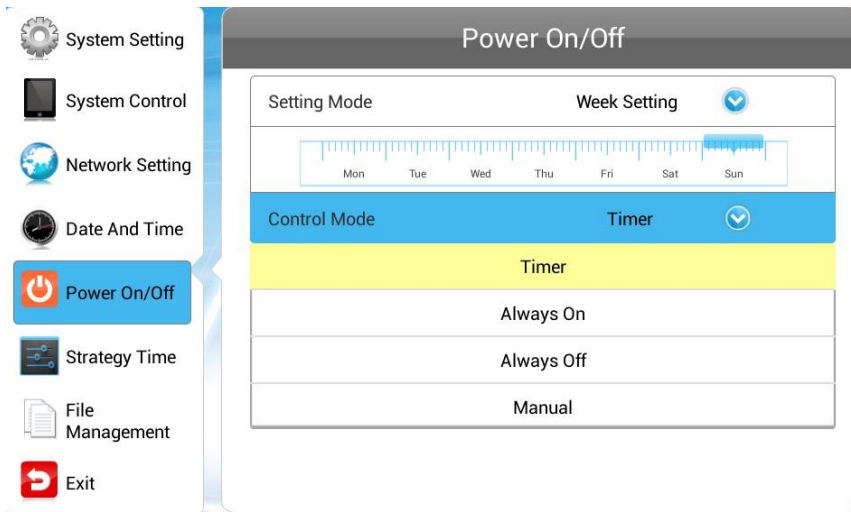 System Setting
System Control
Network Setting
Date And Time
Power On/Off
Strategy Time
File
Management
Exit
Power On/Off
Setting Mode Week Setting
Mon Tue Wed Thu Fri Sat Sun
Control Mode Timer
Timer
Always On
Always Off
Manual